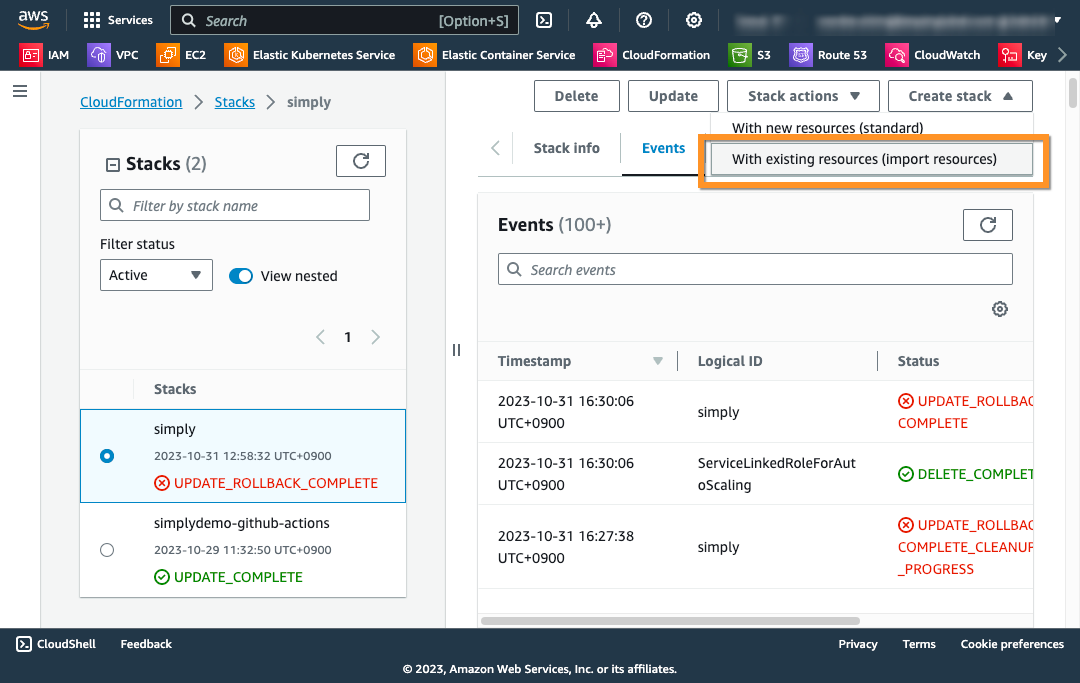 aws
Services
Search
[Option+S]
IAM
VPC
EC2
Elastic Kubernetes Service
Elastic Container Service
CloudFormation
S3
Route 53
CloudWatch
Key
CloudFormation
Stacks
simply
Delete
Update
Stack actions
Create stack
With new resources (standard)
With existing resources (import resources)
Stack info
Events
Stacks (2)
Filter by stack name
Filter status
Active
View nested
1
Stacks
simply
2023-10-31 12:58:32 UTC+0900
UPDATE_ROLLBACK_COMPLETE
simplydemo-github-actions
2023-10-29 11:32:50 UTC+0900
UPDATE_COMPLETE
Events (100+)
Search events
Timestamp
Logical ID
Status
2023-10-31 16:30:06
UTC+0900
simply
UPDATE_ROLLBAC
COMPLETE
2023-10-31 16:30:06
UTC+0900
ServiceLinkedRoleForAut
oScaling
DELETE_COMPLET
2023-10-31 16:27:38
UTC+0900
simply
UPDATE_ROLLBAC
COMPLETE_CLEANUP
_PROGRESS
CloudShell
Feedback
Privacy
Terms
Cookie preferences
© 2023, Amazon Web Services, Inc. or its affiliates.